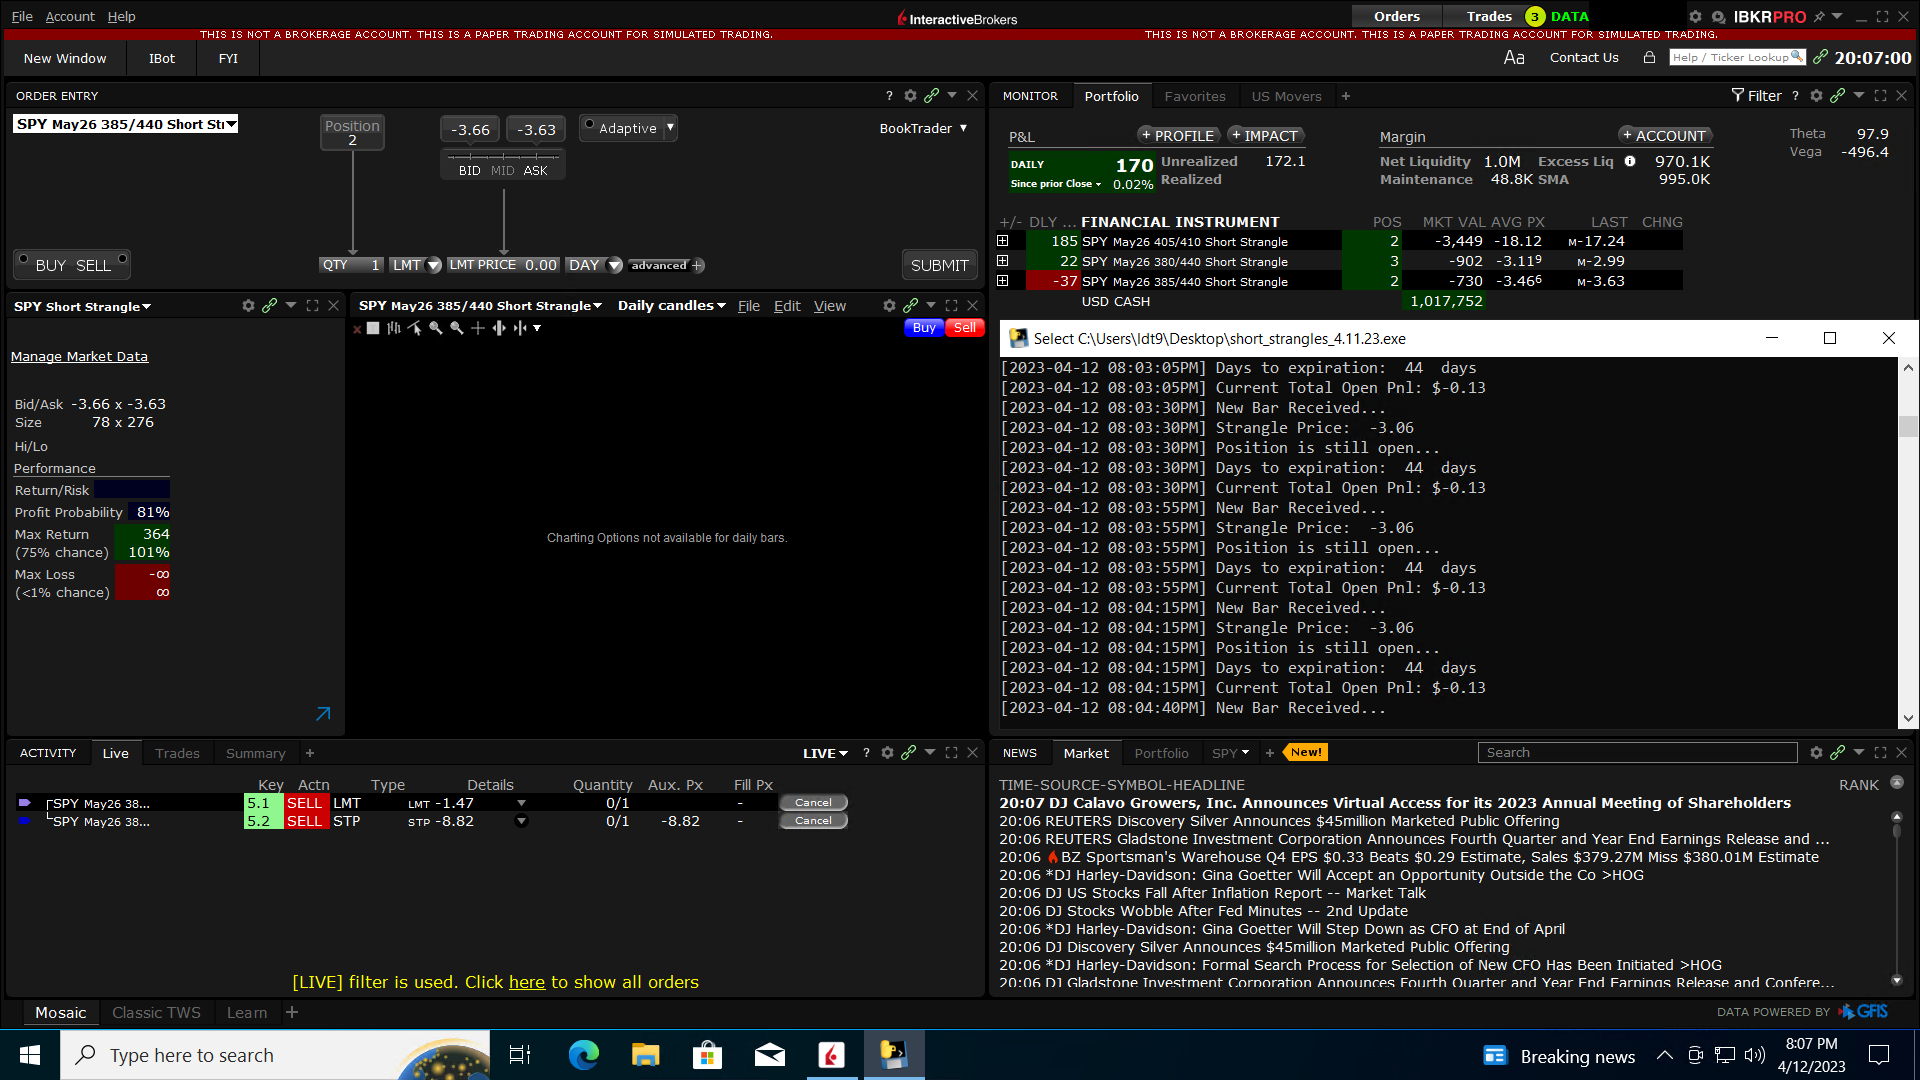 File Account Help
InteractiveBrokers
Orders Trades 3 DATA IBKRPRO
THIS IS NOT A BROKERAGE ACCOUNT. THIS IS A PAPER TRADING ACCOUNT FOR SIMULATED TRADING. THIS IS NOT A BROKERAGE ACCOUNT. THIS IS A PAPER TRADING ACCOUNT FOR SIMULATED TRADING.
New Window IBot FYI
Aa Contact Us Help / Ticker Lookup 20:07:00
ORDER ENTRY ?
SPY May26 385/440 Short Str
Position
2
-3.66 -3.63
BID MID ASK
Adaptive
BookTrader
BUY SELL
QTY 1 LMT LMT PRICE 0.00 DAY advanced +
SUBMIT
MONITOR Portfolio Favorites US Movers + Filter ?
P&L + PROFILE + IMPACT Margin + ACCOUNT
DAILY 170
Since prior Close 0.02%
Unrealized 172.1
Realized
Net Liquidity 1.0M Excess Liq 970.1K
Maintenance 48.8K SMA 995.0K
Theta 97.9
Vega -496.4
+/- DLY ... FINANCIAL INSTRUMENT POS MKT VAL AVG PX LAST CHNG
185 SPY May26 405/410 Short Strangle 2 -3,449 -18.12 M-17.24
22 SPY May26 380/440 Short Strangle 3 -902 -3.119 M-2.99
-37 SPY May26 385/440 Short Strangle 2 -730 -3.466 M-3.63
USD CASH 1,017,752
SPY Short Strangle
Manage Market Data
Bid/Ask -3.66 x -3.63
Size 78 x 276
Hi/Lo
Performance
Return/Risk
Profit Probability 81%
Max Return 364
(75% chance) 101%
Max Loss -∞
(<1% chance) ∞
SPY May26 385/440 Short Strangle Daily candles File Edit View
Buy Sell
Charting Options not available for daily bars.
Select C:\Users\ldt9\Desktop\short_strangles_4.11.23.exe
[2023-04-12 08:03:05PM] Days to expiration: 44 days
[2023-04-12 08:03:05PM] Current Total Open Pnl: $-0.13
[2023-04-12 08:03:30PM] New Bar Received...
[2023-04-12 08:03:30PM] Strangle Price: -3.06
[2023-04-12 08:03:30PM] Position is still open...
[2023-04-12 08:03:30PM] Days to expiration: 44 days
[2023-04-12 08:03:30PM] Current Total Open Pnl: $-0.13
[2023-04-12 08:03:55PM] New Bar Received...
[2023-04-12 08:03:55PM] Strangle Price: -3.06
[2023-04-12 08:03:55PM] Position is still open...
[2023-04-12 08:03:55PM] Days to expiration: 44 days
[2023-04-12 08:03:55PM] Current Total Open Pnl: $-0.13
[2023-04-12 08:04:15PM] New Bar Received...
[2023-04-12 08:04:15PM] Strangle Price: -3.06
[2023-04-12 08:04:15PM] Position is still open...
[2023-04-12 08:04:15PM] Days to expiration: 44 days
[2023-04-12 08:04:15PM] Current Total Open Pnl: $-0.13
[2023-04-12 08:04:40PM] New Bar Received...
ACTIVITY Live Trades Summary + LIVE ?
Key Actn Type Details Quantity Aux. Px Fill Px
SPY May26 38... 5.1 SELL LMT LMT -1.47 0/1 - Cancel
SPY May26 38... 5.2 SELL STP STP -8.82 0/1 -8.82 - Cancel
[LIVE] filter is used. Click here to show all orders
NEWS Market Portfolio SPY + New! Search
TIME-SOURCE-SYMBOL-HEADLINE RANK
20:07 DJ Calavo Growers, Inc. Announces Virtual Access for its 2023 Annual Meeting of Shareholders
20:06 REUTERS Discovery Silver Announces $45million Marketed Public Offering
20:06 REUTERS Gladstone Investment Corporation Announces Fourth Quarter and Year End Earnings Release and ...
20:06 BZ Sportsman's Warehouse Q4 EPS $0.33 Beats $0.29 Estimate, Sales $379.27M Miss $380.01M Estimate
20:06 *DJ Harley-Davidson: Gina Goetter Will Accept an Opportunity Outside the Co >HOG
20:06 DJ US Stocks Fall After Inflation Report -- Market Talk
20:06 DJ Stocks Wobble After Fed Minutes -- 2nd Update
20:06 *DJ Harley-Davidson: Gina Goetter Will Step Down as CFO at End of April
20:06 DJ Discovery Silver Announces $45million Marketed Public Offering
20:06 *DJ Harley-Davidson: Formal Search Process for Selection of New CFO Has Been Initiated >HOG
20:06 DJ Gladstone Investment Corporation Announces Fourth Quarter and Year End Earnings Release and Confere...
Mosaic Classic TWS Learn +
DATA POWERED BY GFIS
Type here to search
Breaking news
8:07 PM
4/12/2023